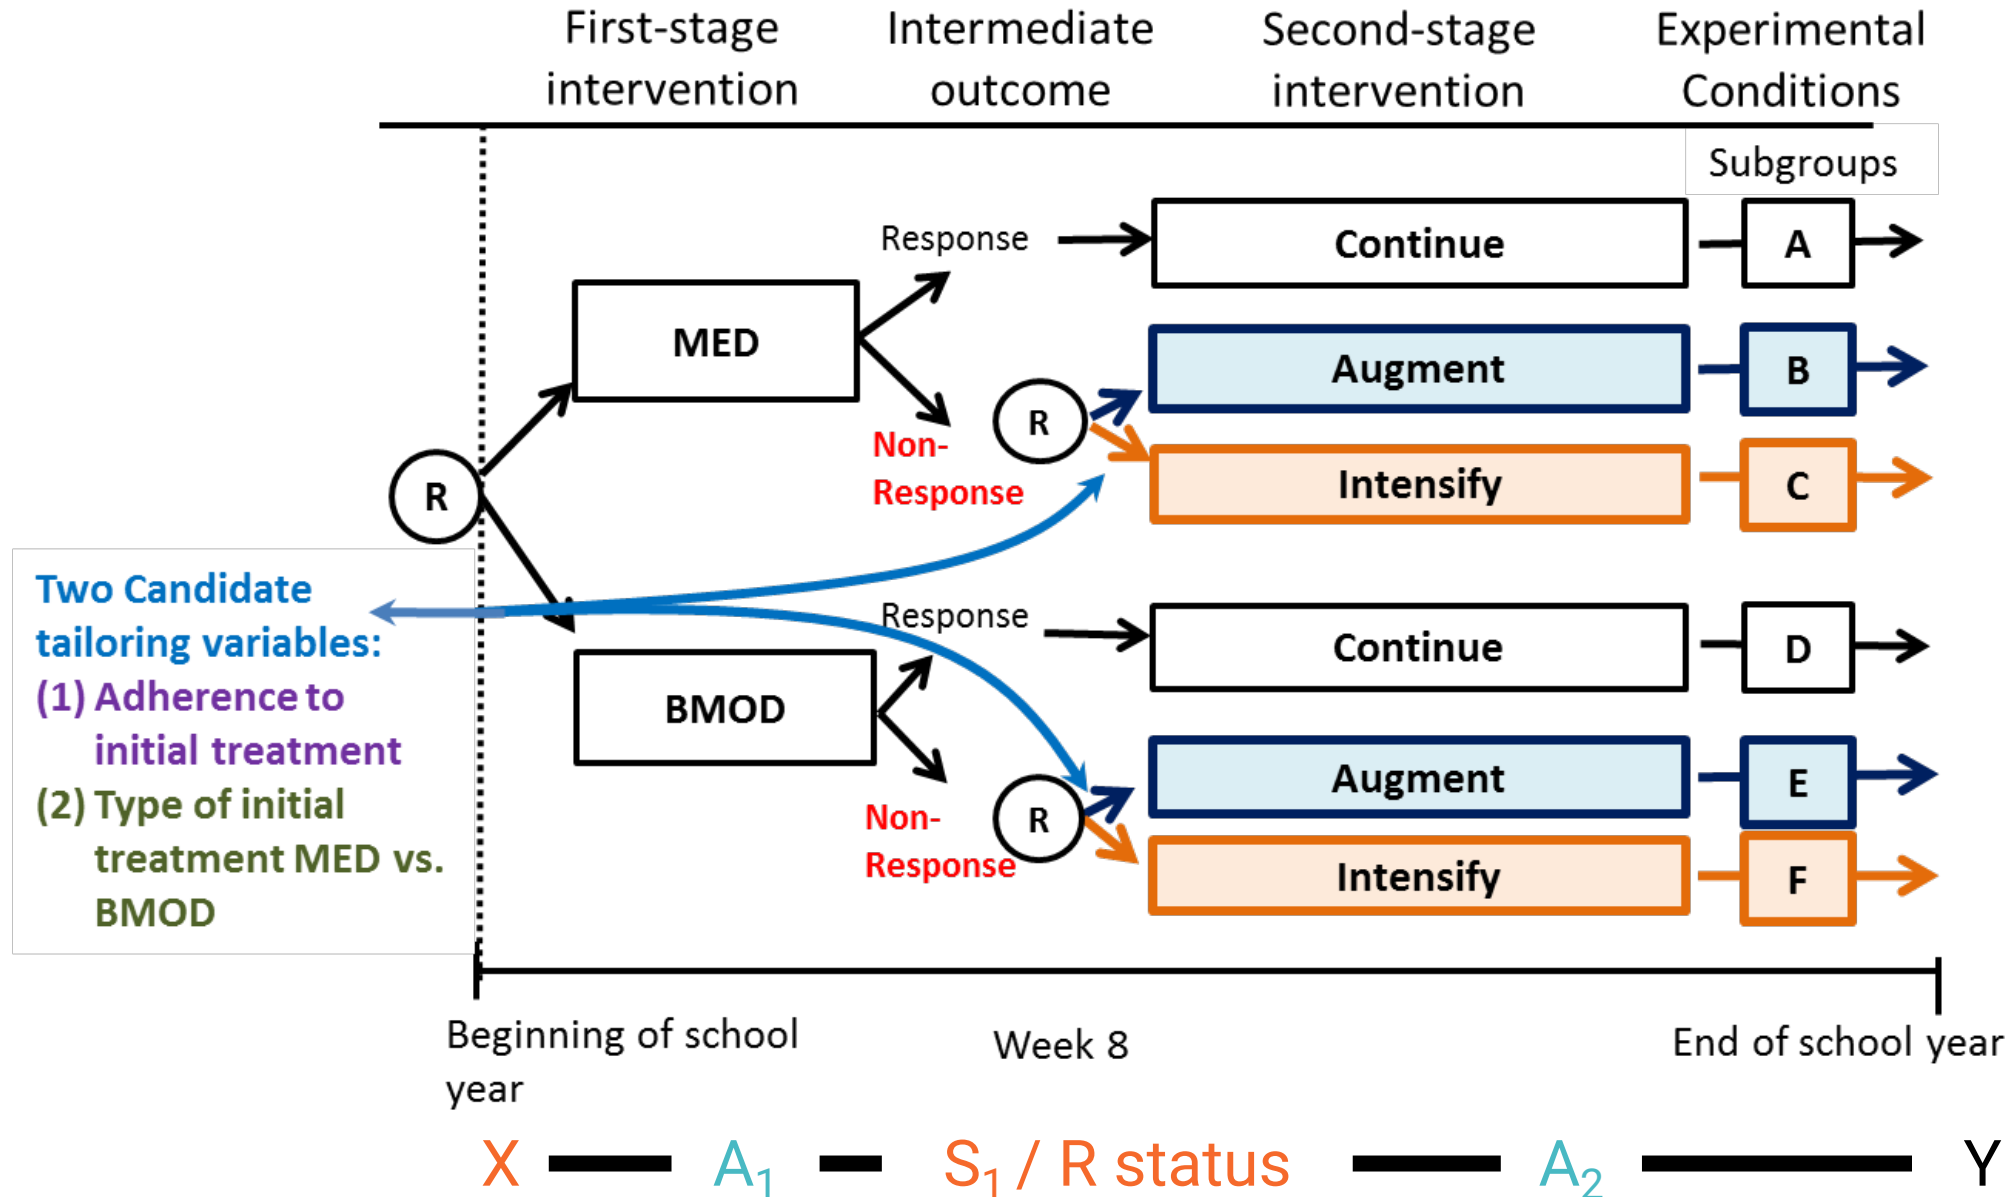 First-stage
intervention
Intermediate
outcome
Second-stage
intervention
Experimental
Conditions
Subgroups
Response
Continue
A
MED
Augment
B
R
Non-
Response
Intensify
C
R
Two Candidate
tailoring variables:
(1) Adherence to
initial treatment
(2) Type of initial
treatment MED vs.
BMOD
Response
Continue
D
BMOD
Augment
E
R
Non-
Response
Intensify
F
Beginning of school
year
Week 8
End of school year
X A₁ S₁ / R status A₂ Y